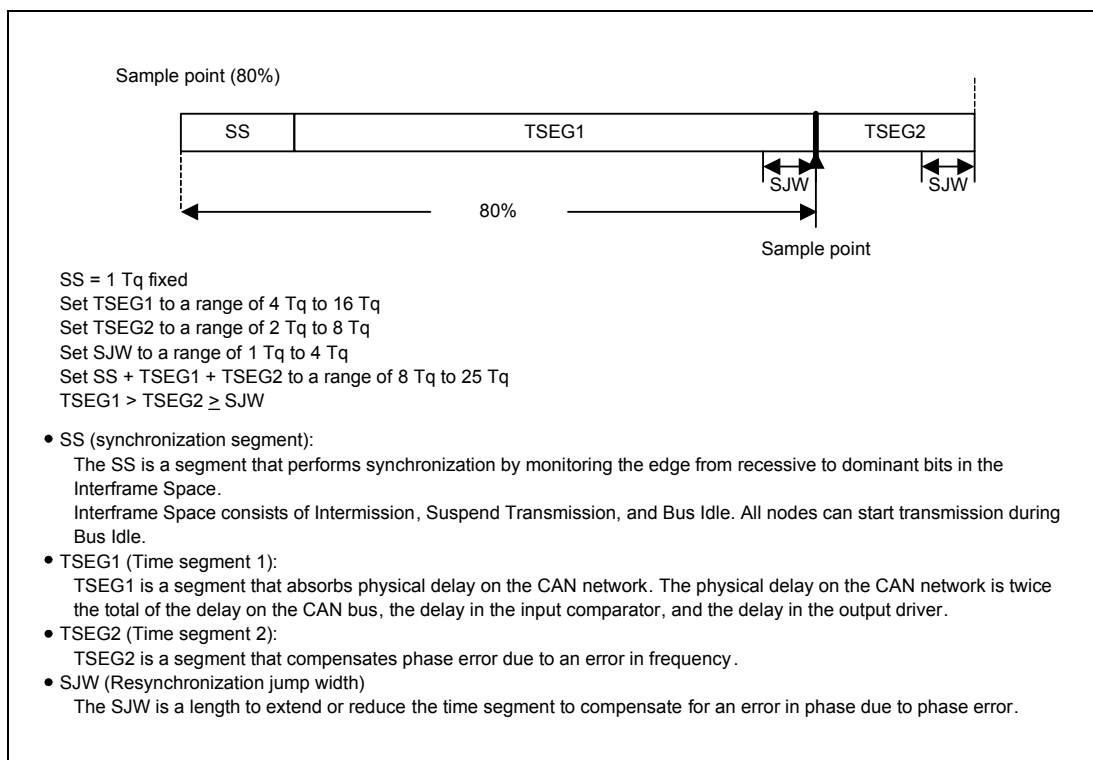 Sample point (80%)
SS TSEG1 TSEG2
SJW SJW
80%
Sample point
SS = 1 Tq fixed
Set TSEG1 to a range of 4 Tq to 16 Tq
Set TSEG2 to a range of 2 Tq to 8 Tq
Set SJW to a range of 1 Tq to 4 Tq
Set SS + TSEG1 + TSEG2 to a range of 8 Tq to 25 Tq
TSEG1 > TSEG2 ≥ SJW
• SS (synchronization segment):
The SS is a segment that performs synchronization by monitoring the edge from recessive to dominant bits in the
Interframe Space.
Interframe Space consists of Intermission, Suspend Transmission, and Bus Idle. All nodes can start transmission during
Bus Idle.
• TSEG1 (Time segment 1):
TSEG1 is a segment that absorbs physical delay on the CAN network. The physical delay on the CAN network is twice
the total of the delay on the CAN bus, the delay in the input comparator, and the delay in the output driver.
• TSEG2 (Time segment 2):
TSEG2 is a segment that compensates phase error due to an error in frequency.
• SJW (Resynchronization jump width)
The SJW is a length to extend or reduce the time segment to compensate for an error in phase due to phase error.